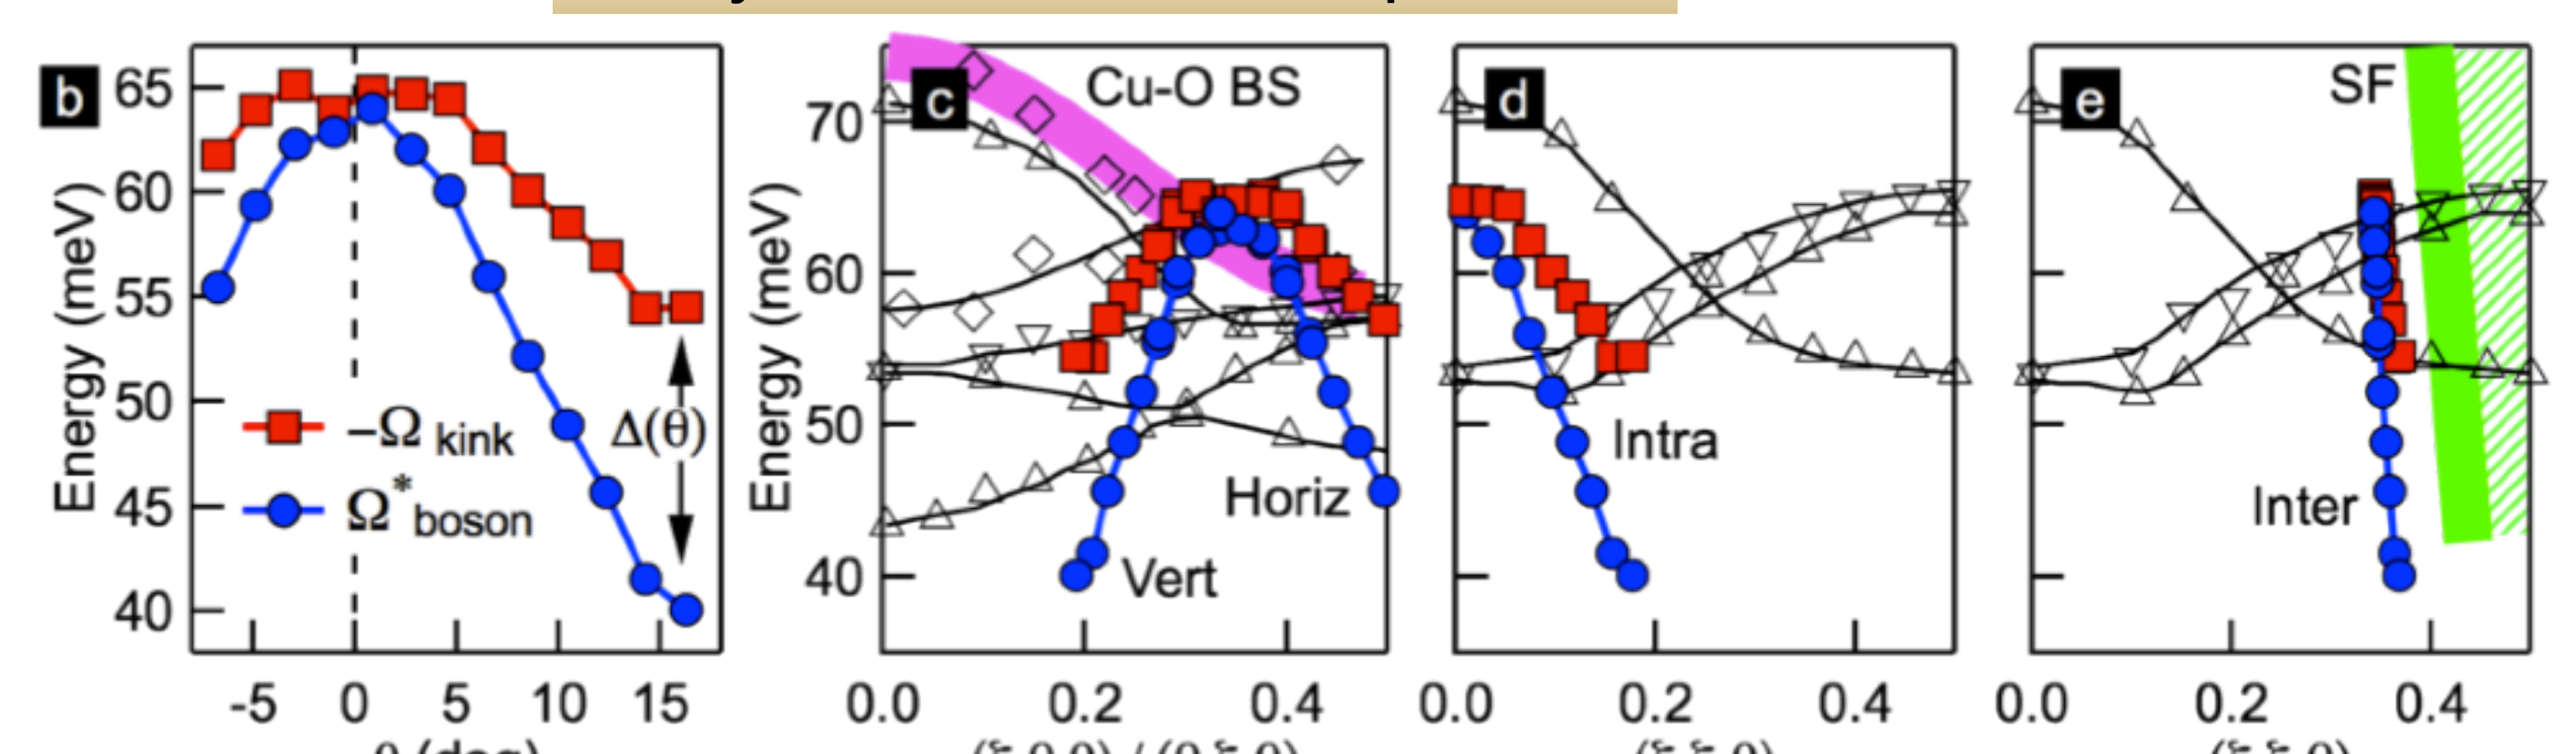 b
65
60
55
50
45
40
Energy (meV)
−Ω kink
Ω* boson
Δ(θ)
-5 0 5 10 15
θ (deg)
c
Cu-O BS
70
60
50
40
Energy (meV)
Horiz
Vert
0.0 0.2 0.4
d
Intra
0.0 0.2 0.4
e
SF
Inter
0.0 0.2 0.4